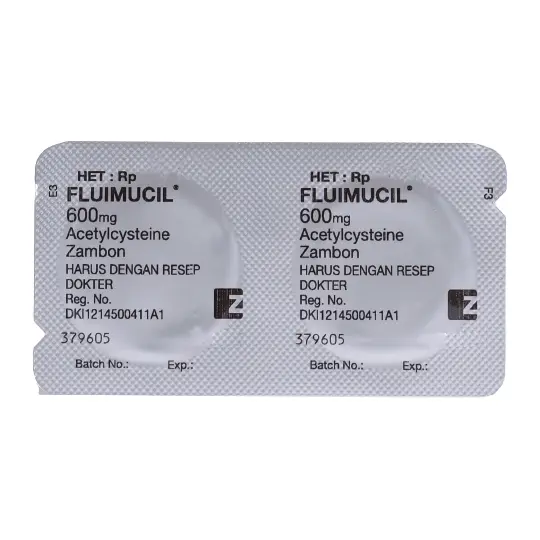 HET : Rp
FLUIMUCIL®
600mg
Acetylcysteine
Zambon
HARUS DENGAN RESEP
DOKTER
Reg. No.
DKI1214500411A1
379605
Batch No.: Exp.:
E3
HET : Rp
FLUIMUCIL®
600mg
Acetylcysteine
Zambon
HARUS DENGAN RESEP
DOKTER
Reg. No.
DKI1214500411A1
379605
Batch No.: Exp.:
F3